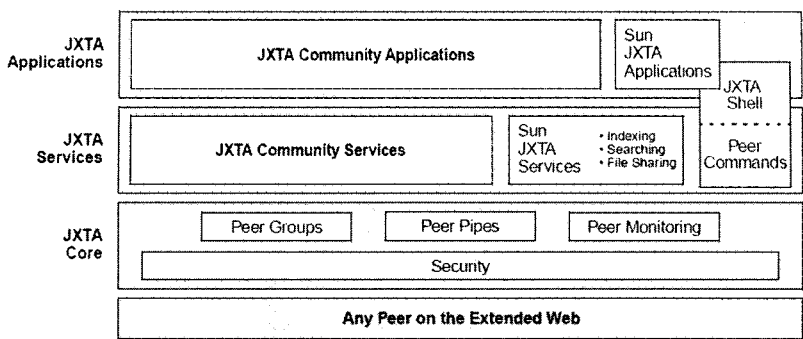 JXTA
Applications
JXTA Community Applications
Sun
JXTA
Applications
JXTA
Shell
Peer
Commands
JXTA
Services
JXTA Community Services
Sun
JXTA
Services
• Indexing
• Searching
• File Sharing
JXTA
Core
Peer Groups
Peer Pipes
Peer Monitoring
Security
Any Peer on the Extended Web